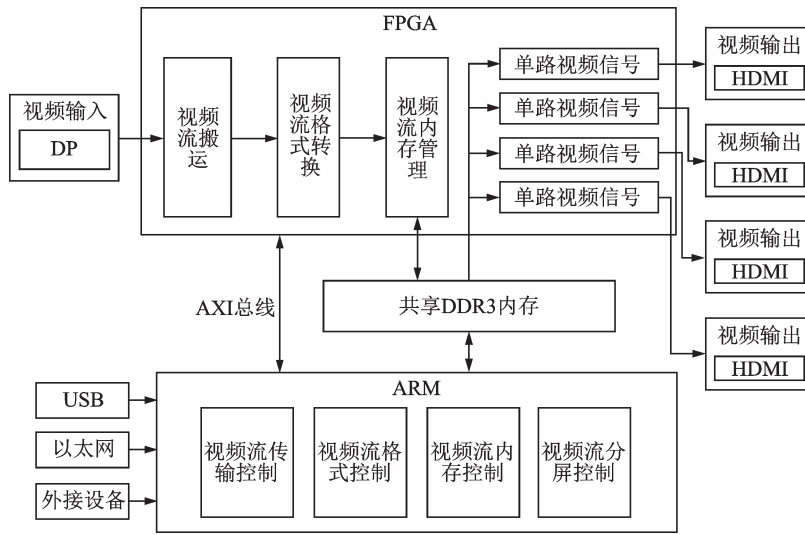 FPGA
视频输入
DP
视频
流搬
运
视频
流格
式转
换
视频
流内
存管
理
单路视频信号
单路视频信号
单路视频信号
单路视频信号
视频输出
HDMI
视频输出
HDMI
视频输出
HDMI
视频输出
HDMI
AXI总线
共享DDR3内存
USB
以太网
外接设备
ARM
视频流传
输控制
视频流格
式控制
视频流内
存控制
视频流分
屏控制